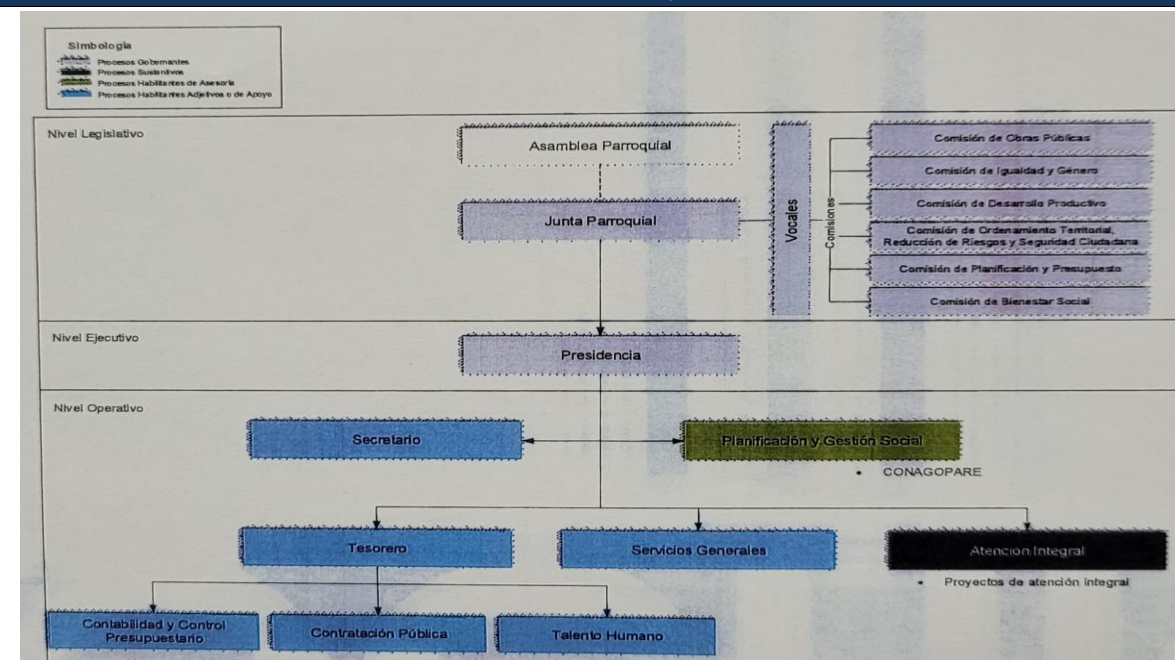 Simbología
Procesos Gobernantes
Procesos Sustantivos
Procesos Habilitantes de Asesoría
Procesos Habilitantes Adjetivos o de Apoyo
Nivel Legislativo
Asamblea Parroquial
Junta Parroquial
Vocales
Comisiones
Comisión de Obras Públicas
Comisión de Igualdad y Género
Comisión de Desarrollo Productivo
Comisión de Ordenamiento Territorial,
Reducción de Riesgos y Seguridad Ciudadana
Comisión de Planificación y Presupuesto
Comisión de Bienestar Social
Nivel Ejecutivo
Presidencia
Nivel Operativo
Secretario
Planificación y Gestión Social
• CONAGOPARE
Tesorero
Servicios Generales
Atencion Integral
• Proyectos de atención integral
Contabilidad y Control
Presupuestario
Contratación Pública
Talento Humano